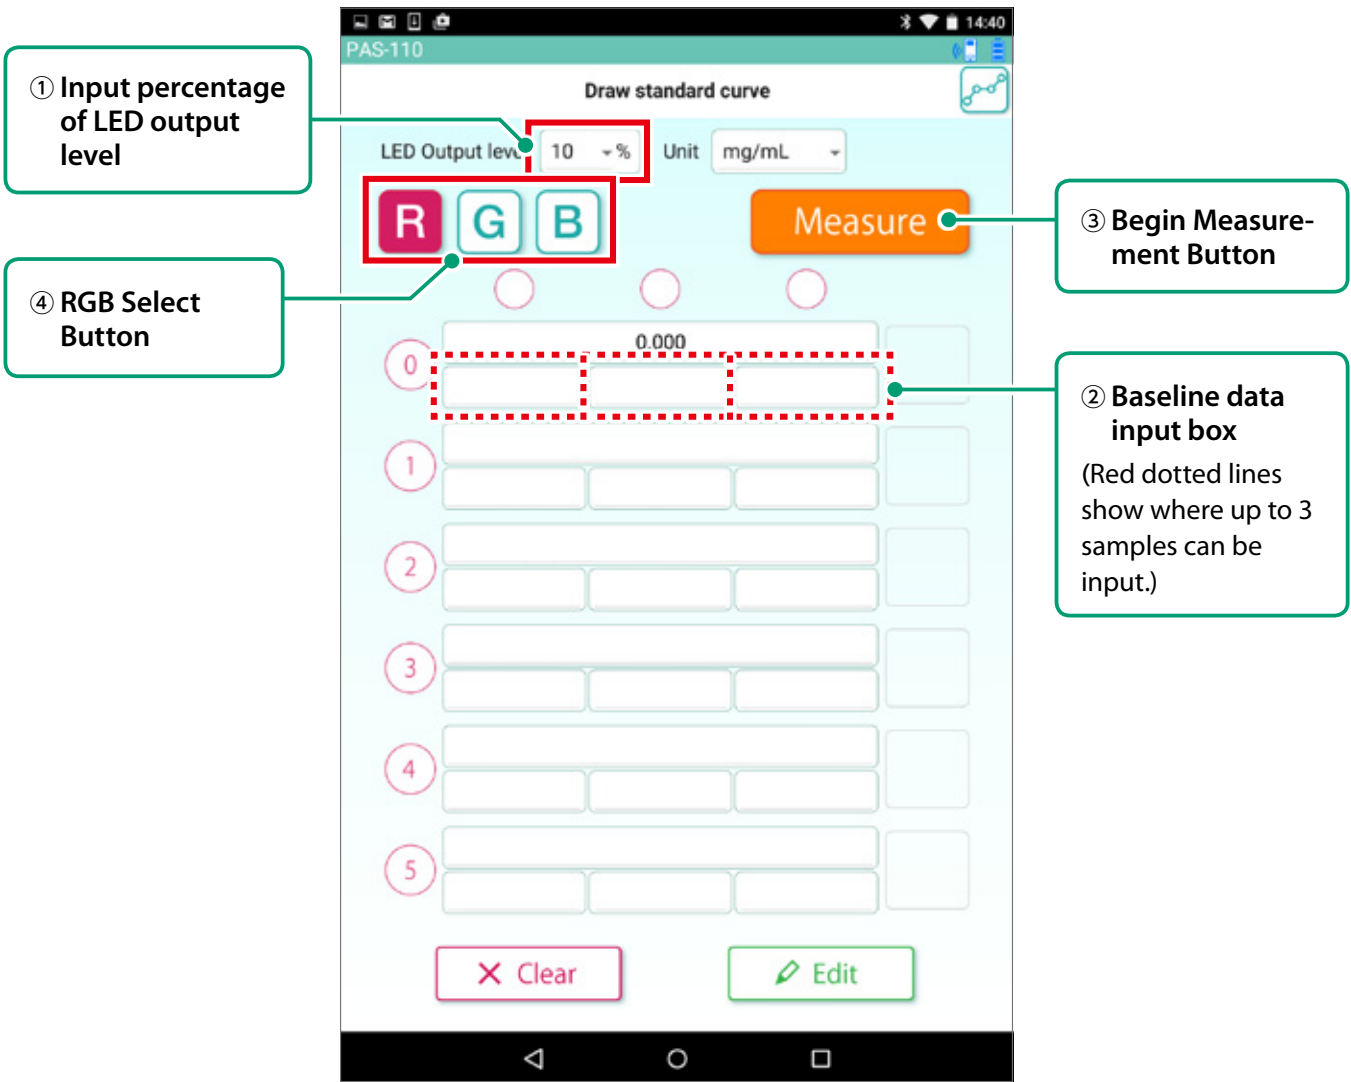 14:40
PAS-110
Draw standard curve
① Input percentage
of LED output
level
LED Output leve 10 % Unit mg/mL
R G B Measure
③ Begin Measure-
ment Button
④ RGB Select
Button
0.000
0
② Baseline data
input box
(Red dotted lines
show where up to 3
samples can be
input.)
1
2
3
4
5
Clear Edit